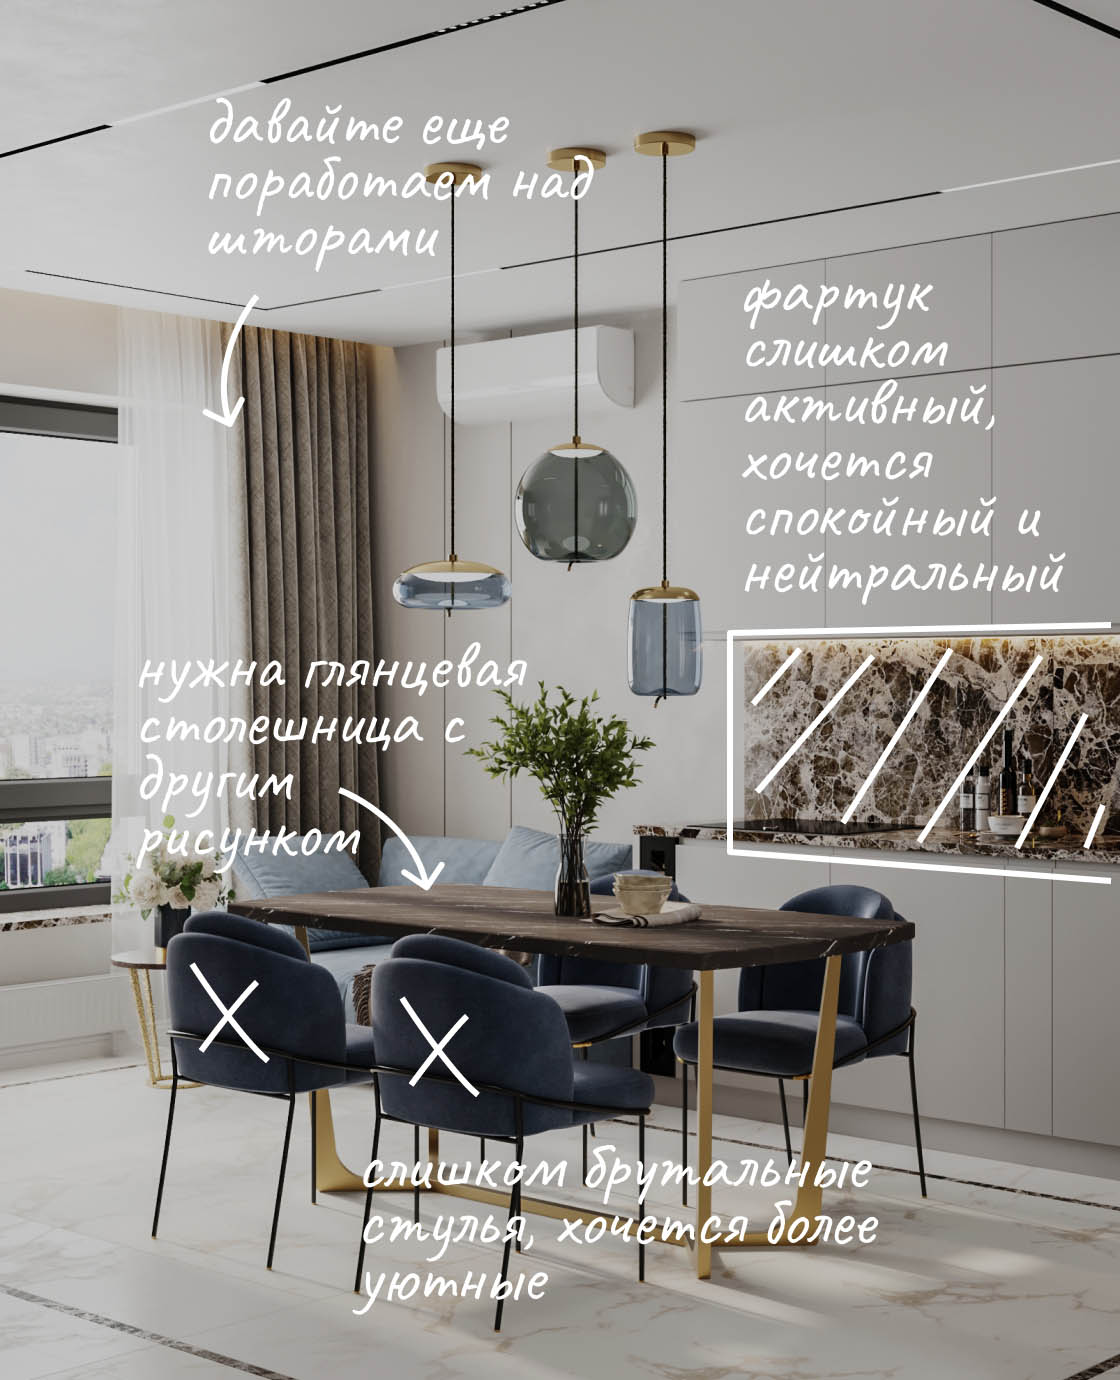 давайте еще
поработаем над
шторами
фартук
слишком
активный,
хочется
спокойный и
нейтральный
нужна глянцевая
столешница с
другим
рисунком
слишком брутальные
стулья, хочется более
уютные